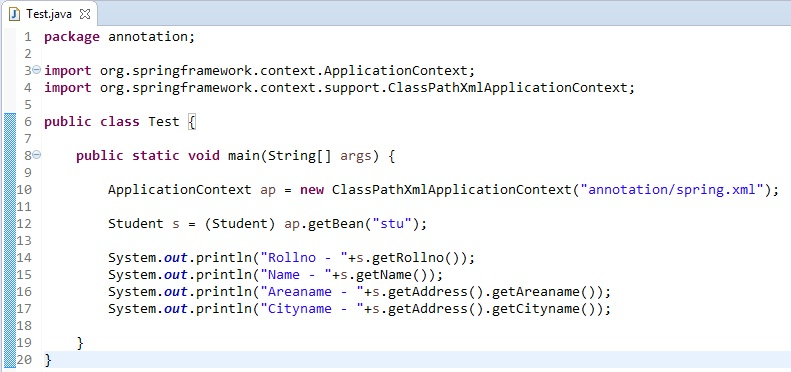 Test.java
1 package annotation;
2
3 import org.springframework.context.ApplicationContext;
4 import org.springframework.context.support.ClassPathXmlApplicationContext;
5
6 public class Test {
7
8     public static void main(String[] args) {
9
10         ApplicationContext ap = new ClassPathXmlApplicationContext("annotation/spring.xml");
11
12         Student s = (Student) ap.getBean("stu");
13
14         System.out.println("Rollno - "+s.getRollno());
15         System.out.println("Name - "+s.getName());
16         System.out.println("Areaname - "+s.getAddress().getAreaname());
17         System.out.println("Cityname - "+s.getAddress().getCityname());
18
19     }
20 }